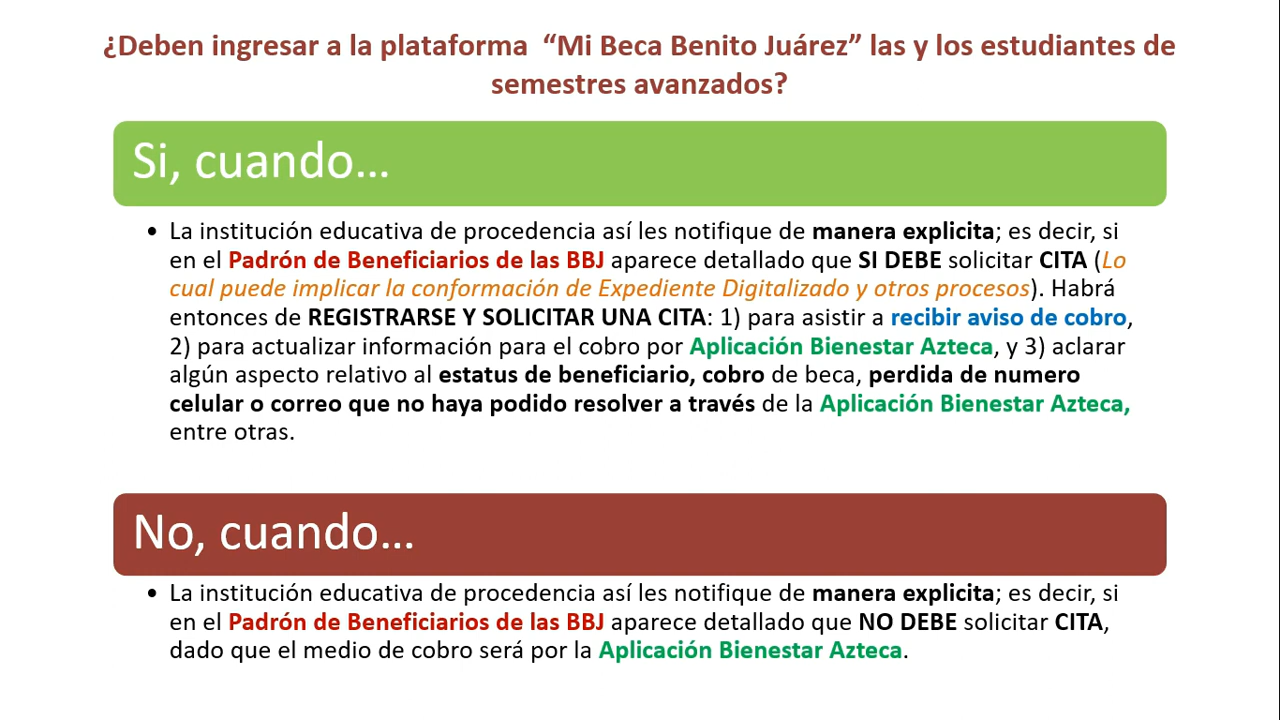 ¿Deben ingresar a la plataforma “Mi Beca Benito Juárez” las y los estudiantes de
semestres avanzados?
Si, cuando...
• La institución educativa de procedencia así les notifique de manera explicita; es decir, si
en el Padrón de Beneficiarios de las BBJ aparece detallado que SI DEBE solicitar CITA (Lo
cual puede implicar la conformación de Expediente Digitalizado y otros procesos). Habrá
entonces de REGISTRARSE Y SOLICITAR UNA CITA: 1) para asistir a recibir aviso de cobro,
2) para actualizar información para el cobro por Aplicación Bienestar Azteca, y 3) aclarar
algún aspecto relativo al estatus de beneficiario, cobro de beca, perdida de numero
celular o correo que no haya podido resolver a través de la Aplicación Bienestar Azteca,
entre otras.
No, cuando...
• La institución educativa de procedencia así les notifique de manera explicita; es decir, si
en el Padrón de Beneficiarios de las BBJ aparece detallado que NO DEBE solicitar CITA,
dado que el medio de cobro será por la Aplicación Bienestar Azteca.